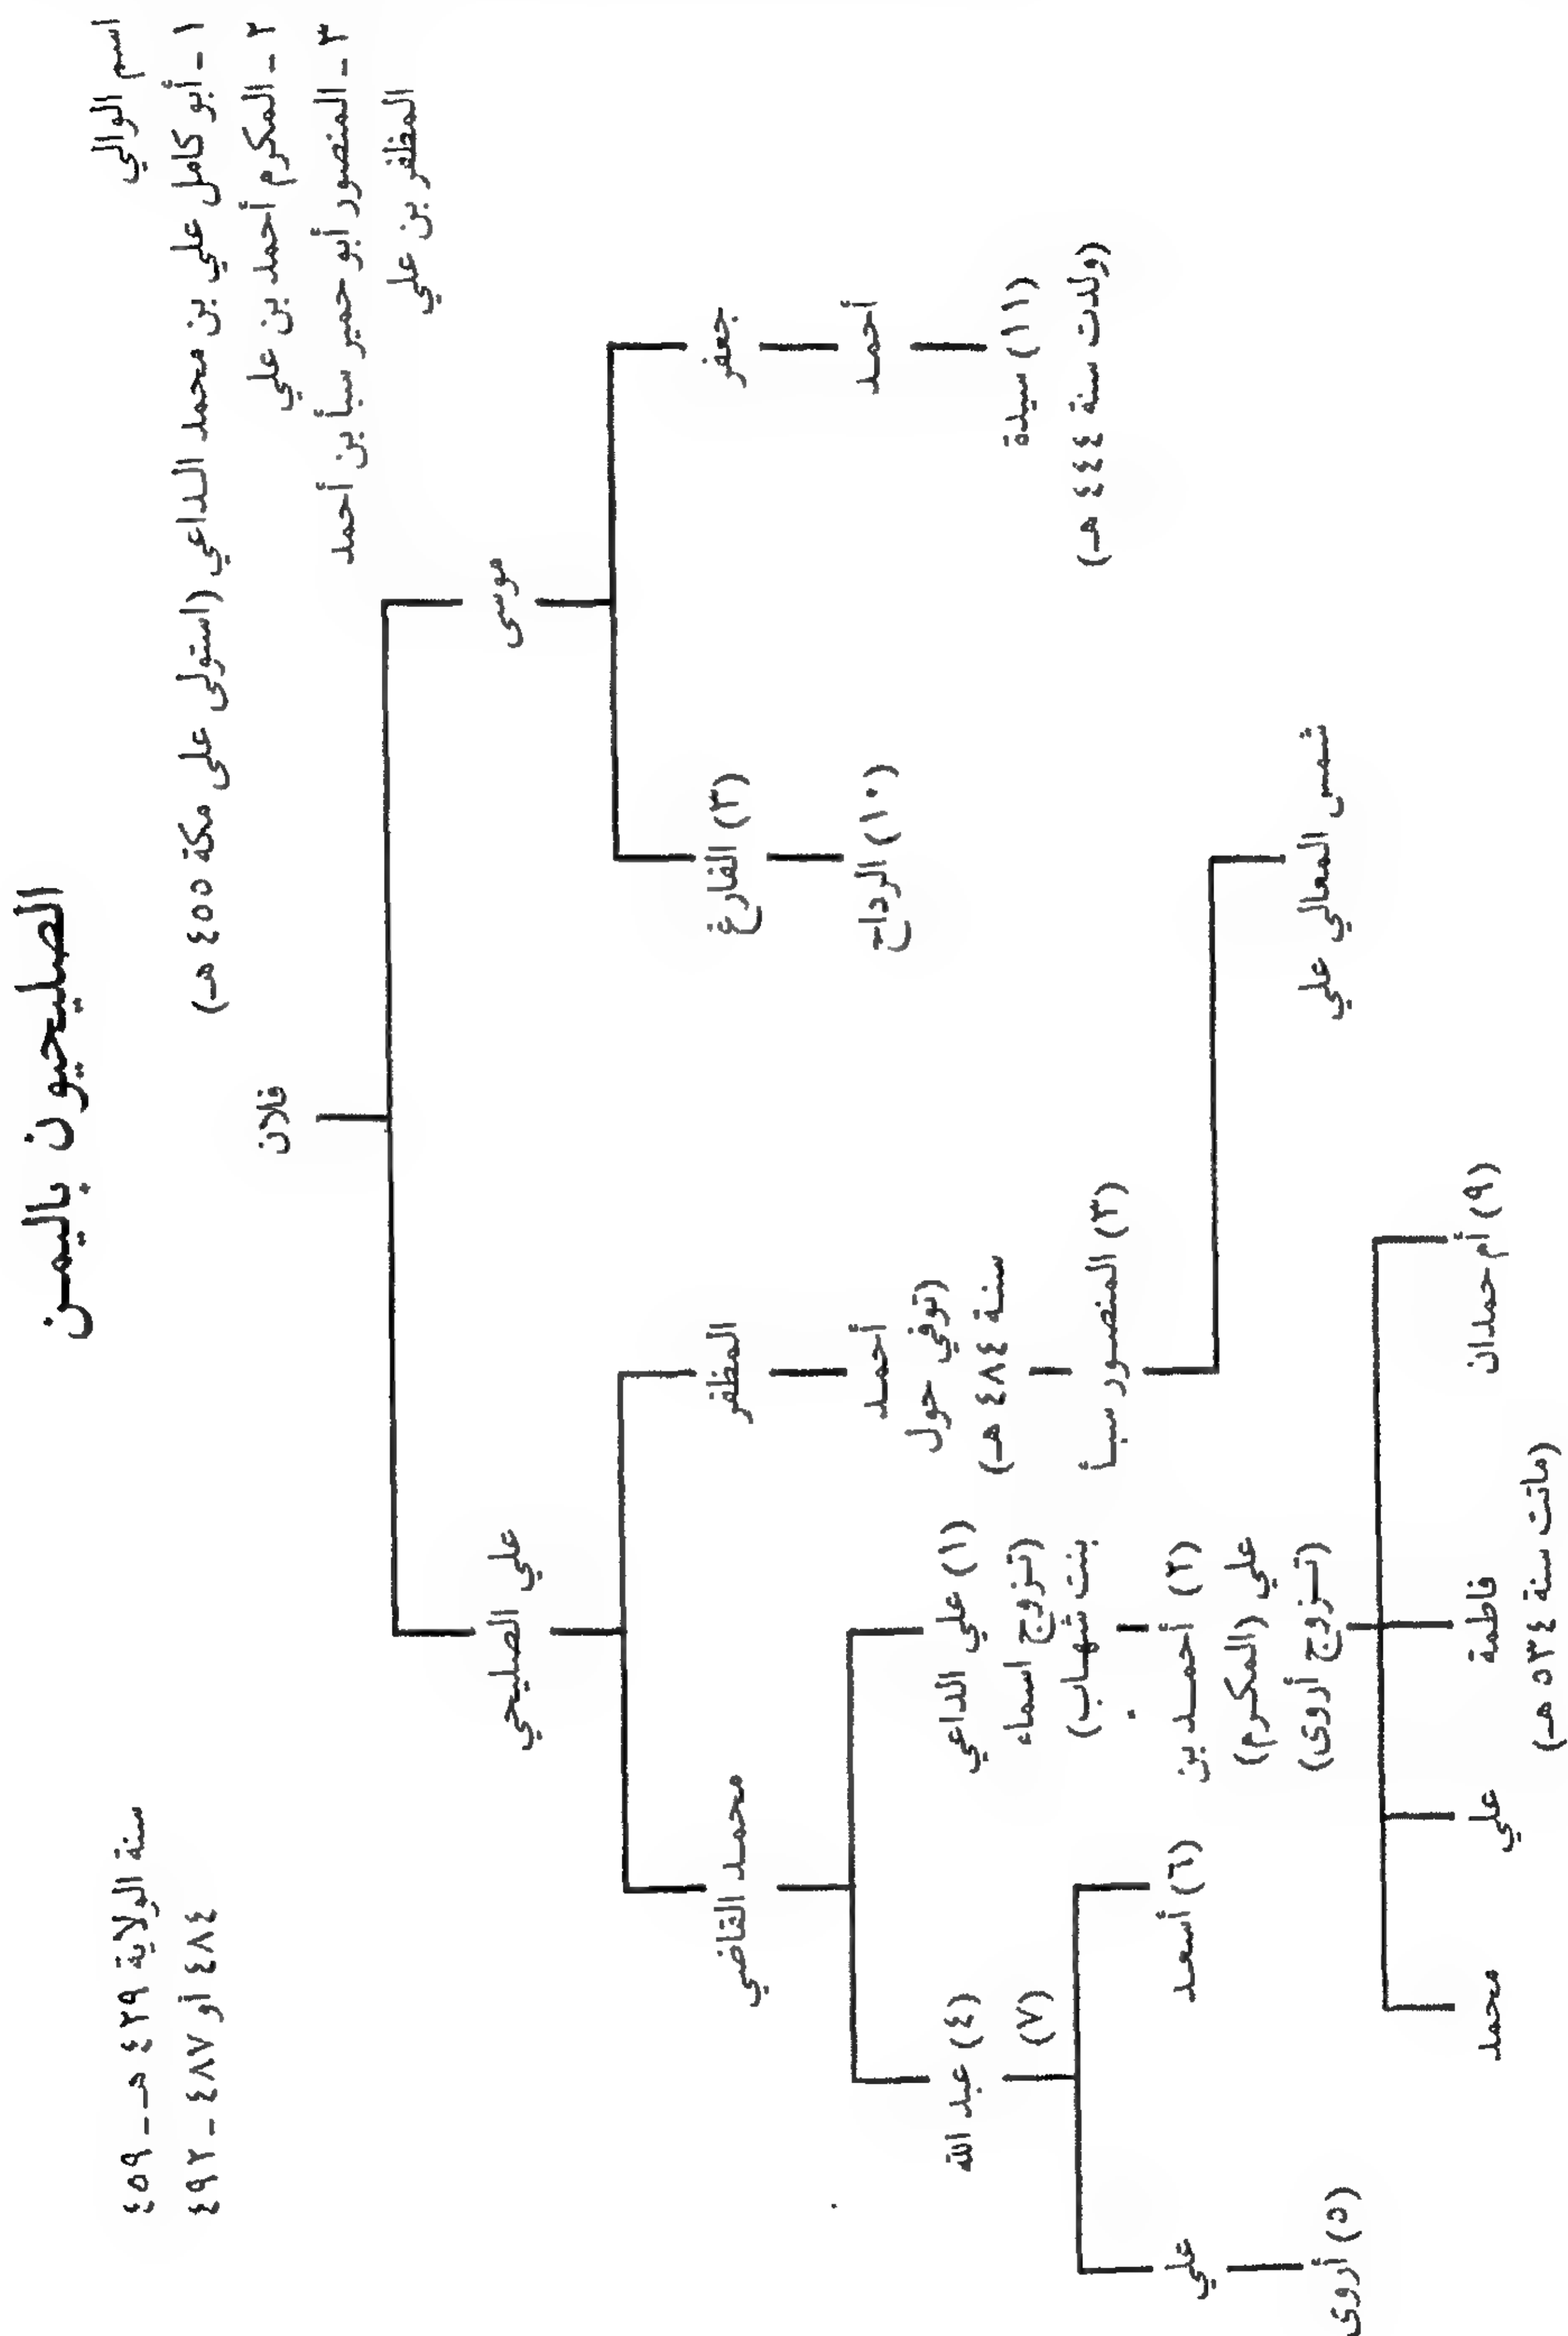 الصليحيون باليمن
اسم الوالي
سنة الولاية ٤٢٩ هـ - ٤٥٩
١ - أبو كامل علي بن محمد الداعي (استولى على مكة ٤٥٥ هـ)
٤٨٤ أو ٤٨٧ - ٤٩٢
٢ - المكرم أحمد بن علي
٣ - المنصور أبو حمير سبأ بن أحمد
المظفر بن علي
فلان
موسى
علي الصليحي
جعفر
(٣) الفارغ
المظفر
محمد القاضي
أحمد
(١٠) الرداح
أحمد
(توفي حول
سنة ٤٨٤ هـ)
(١) علي الداعي
(تزوج اسماء
بنت شهاب)
(٤) عبد الله
(٧)
(١١) سيدة
(ولدت سنة ٤٤٤ هـ)
(٣) المنصور سبأ
(٢) أحمد بن
علي (المكرم)
(تزوج أروى)
(٦) أسعد
علي
شمس المعالي علي
(٥) أروى
(٩) أم حمدان
فاطمة
(ماتت سنة ٥٣٤ هـ)
علي
محمد